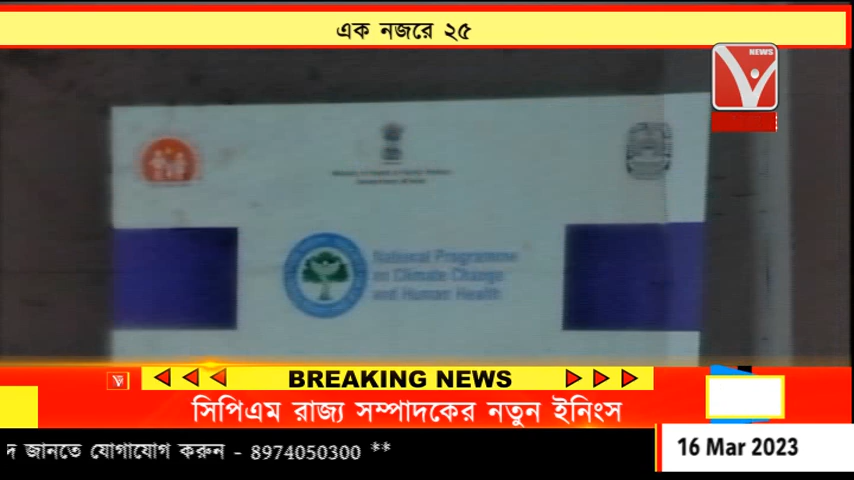 এক নজরে ২৫
NEWS
National Programme
on Climate Change
and Human Health
BREAKING NEWS
সিপিএম রাজ্য সম্পাদকের নতুন ইনিংস
দ জানতে যোগাযোগ করুন - 8974050300 **
16 Mar 2023